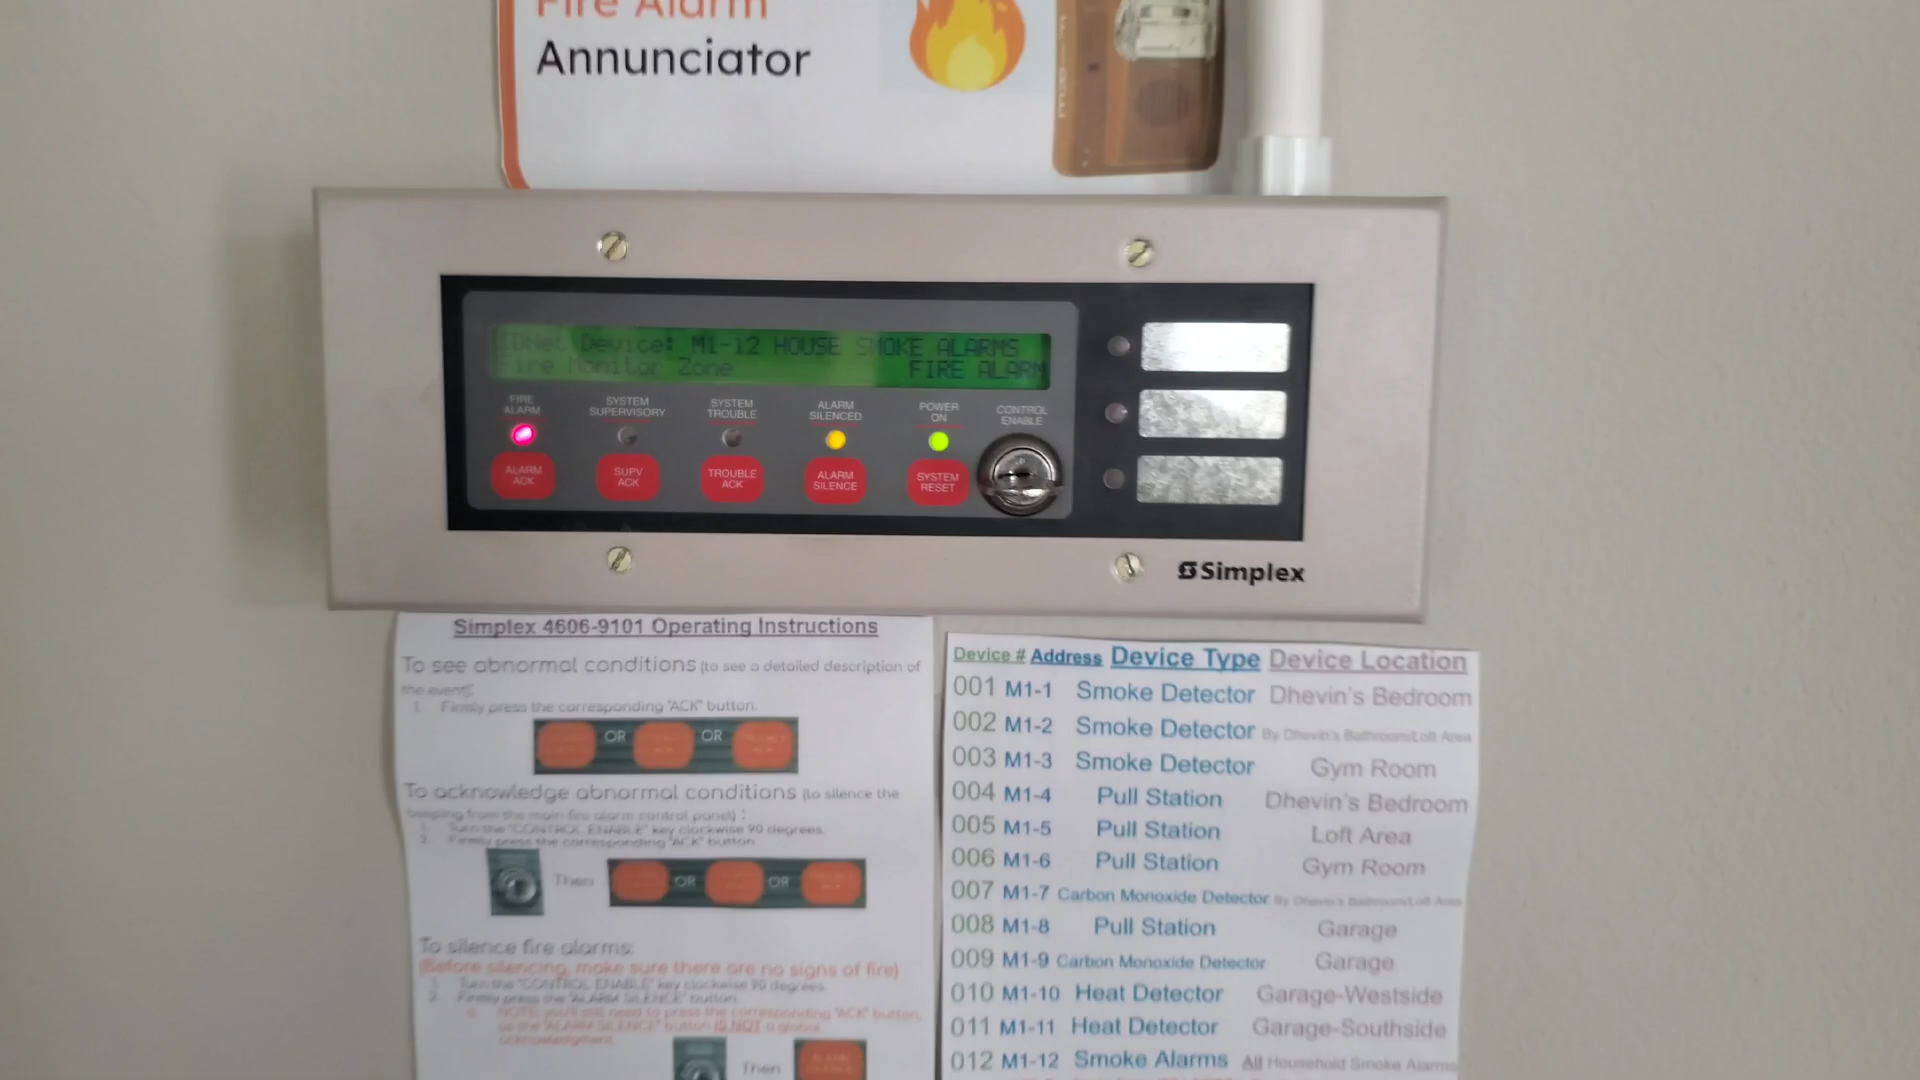 Fire Alarm
Annunciator
IDNet Device: M1-12 HOUSE SMOKE ALARMS
Fire Monitor Zone FIRE ALARM
FIRE ALARM
SYSTEM SUPERVISORY
SYSTEM TROUBLE
ALARM SILENCED
POWER ON
CONTROL ENABLE
ALARM ACK
SUPV ACK
TROUBLE ACK
ALARM SILENCE
SYSTEM RESET
Simplex
Simplex 4606-9101 Operating Instructions
To see abnormal conditions (to see a detailed description of
the event):
1. Firmly press the corresponding "ACK" button.
OR OR
To acknowledge abnormal conditions (to silence the
beeping from the main fire alarm control panel) :
1. Turn the "CONTROL ENABLE" key clockwise 90 degrees.
2. Firmly press the corresponding "ACK" button.
Then OR OR
To silence fire alarms:
(Before silencing, make sure there are no signs of fire)
1. Turn the "CONTROL ENABLE" key clockwise 90 degrees.
2. Firmly press the "ALARM SILENCE" button.
NOTE: you'll still need to press the corresponding "ACK" button,
as the "ALARM SILENCE" button IS NOT a global
acknowledgment.
Then
Device # Address Device Type Device Location
001 M1-1 Smoke Detector Dhevin's Bedroom
002 M1-2 Smoke Detector By Dhevin's Bathroom/Loft Area
003 M1-3 Smoke Detector Gym Room
004 M1-4 Pull Station Dhevin's Bedroom
005 M1-5 Pull Station Loft Area
006 M1-6 Pull Station Gym Room
007 M1-7 Carbon Monoxide Detector By Dhevin's Bathroom/Loft Area
008 M1-8 Pull Station Garage
009 M1-9 Carbon Monoxide Detector Garage
010 M1-10 Heat Detector Garage-Westside
011 M1-11 Heat Detector Garage-Southside
012 M1-12 Smoke Alarms All Household Smoke Alarms